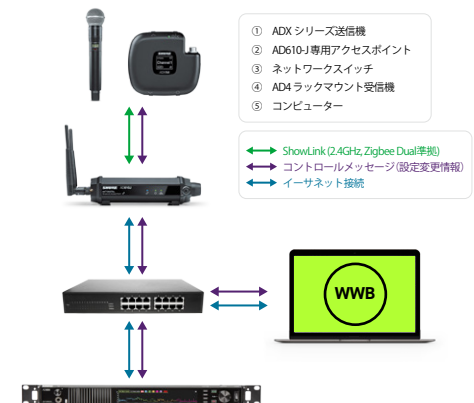 ① ADX シリーズ送信機
② AD610-J専用アクセスポイント
③ ネットワークスイッチ
④ AD4 ラックマウント受信機
⑤ コンピューター
ShowLink (2.4GHz, Zigbee Dual準拠)
コントロールメッセージ(設定変更情報)
イーサネット接続
WWB